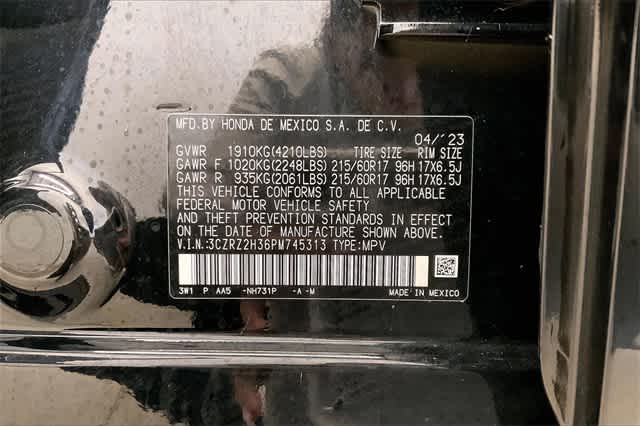 MFD.BY HONDA DE MEXICO S.A. DE C.V.
04/'23
GVWR 1910KG(4210LBS) TIRE SIZE RIM SIZE
GAWR F 1020KG(2248LBS) 215/60R17 96H 17X6.5J
GAWR R 935KG(2061LBS) 215/60R17 96H 17X6.5J
THIS VEHICLE CONFORMS TO ALL APPLICABLE
FEDERAL MOTOR VEHICLE SAFETY
AND THEFT PREVENTION STANDARDS IN EFFECT
ON THE DATE OF MANUFACTURE SHOWN ABOVE.
V.I.N.:3CZRZ2H36PM745313 TYPE:MPV
3W1 P AA5 -NH731P -A-M MADE IN MEXICO